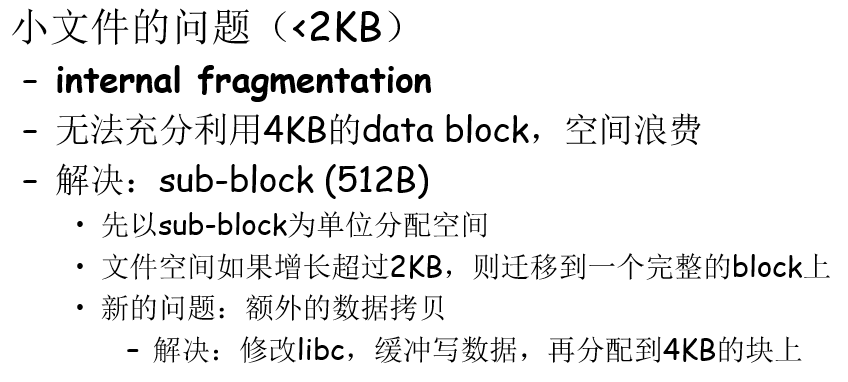 小文件的问题（<2KB）
– internal fragmentation
– 无法充分利用4KB的data block，空间浪费
– 解决：sub-block (512B)
• 先以sub-block为单位分配空间
• 文件空间如果增长超过2KB，则迁移到一个完整的block上
• 新的问题：额外的数据拷贝
– 解决：修改libc，缓冲写数据，再分配到4KB的块上